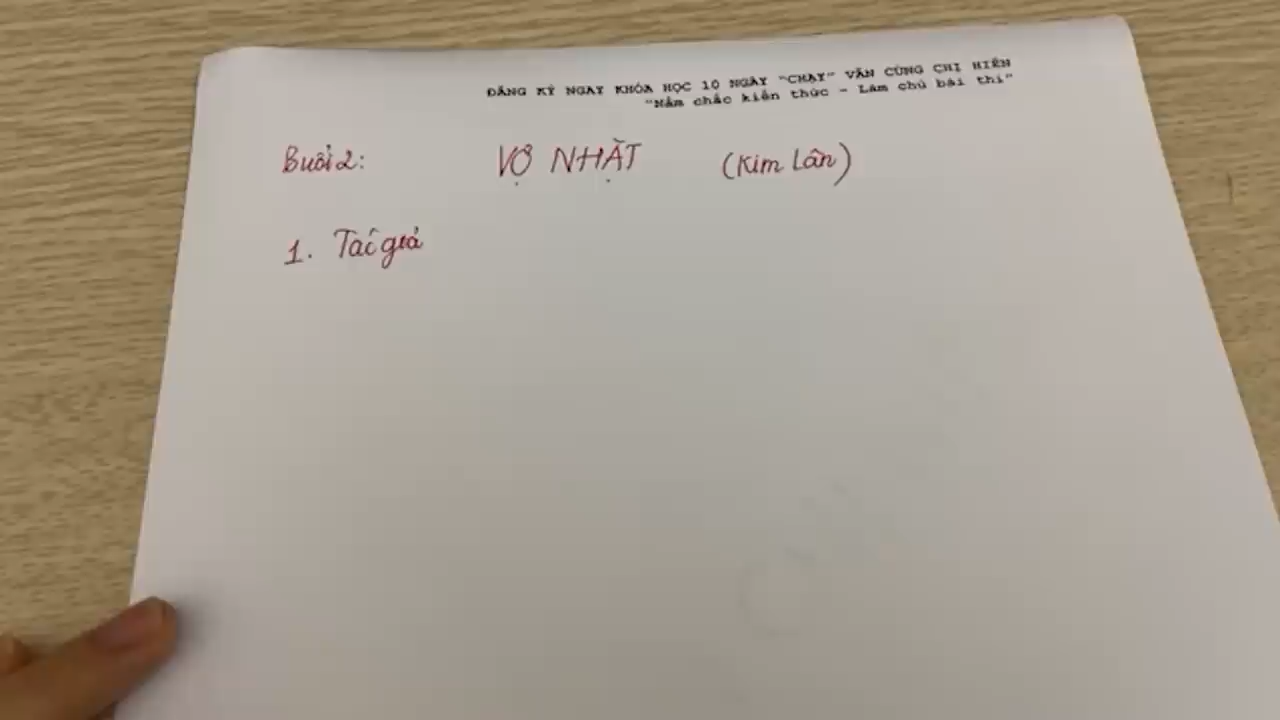 ĐĂNG KÝ NGAY KHÓA HỌC 10 NGÀY "CHẠY" VĂN CÙNG CHỊ HIÊN
"Nắm chắc kiến thức - Làm chủ bài thi"
Buổi 2: VỢ NHẶT (Kim Lân)
1. Tác giả